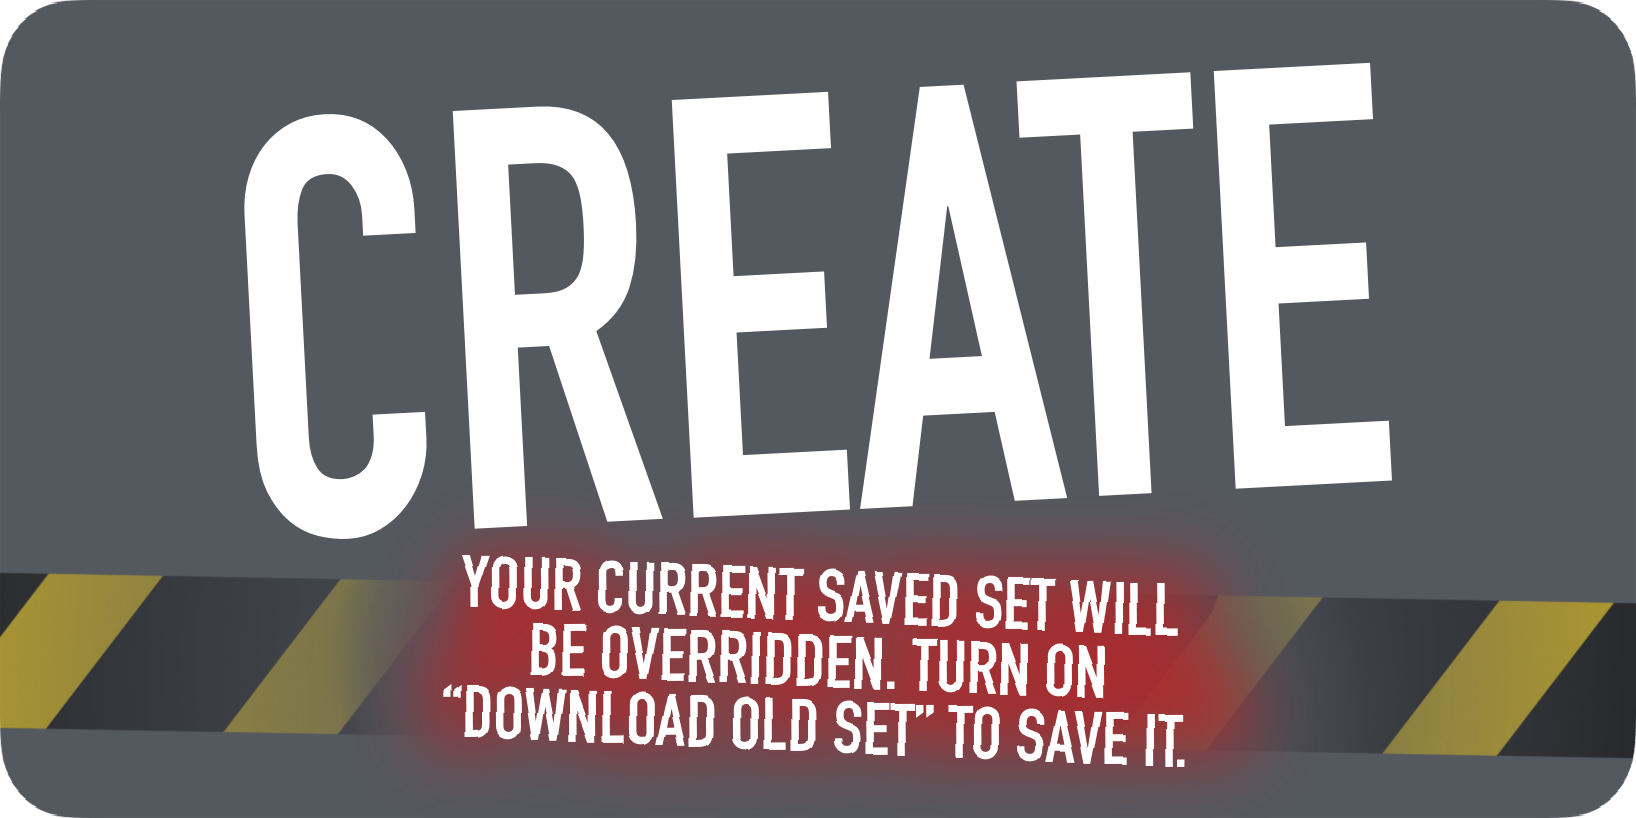 CREATE
YOUR CURRENT SAVED SET WILL
BE OVERRIDDEN. TURN ON
“DOWNLOAD OLD SET” TO SAVE IT.